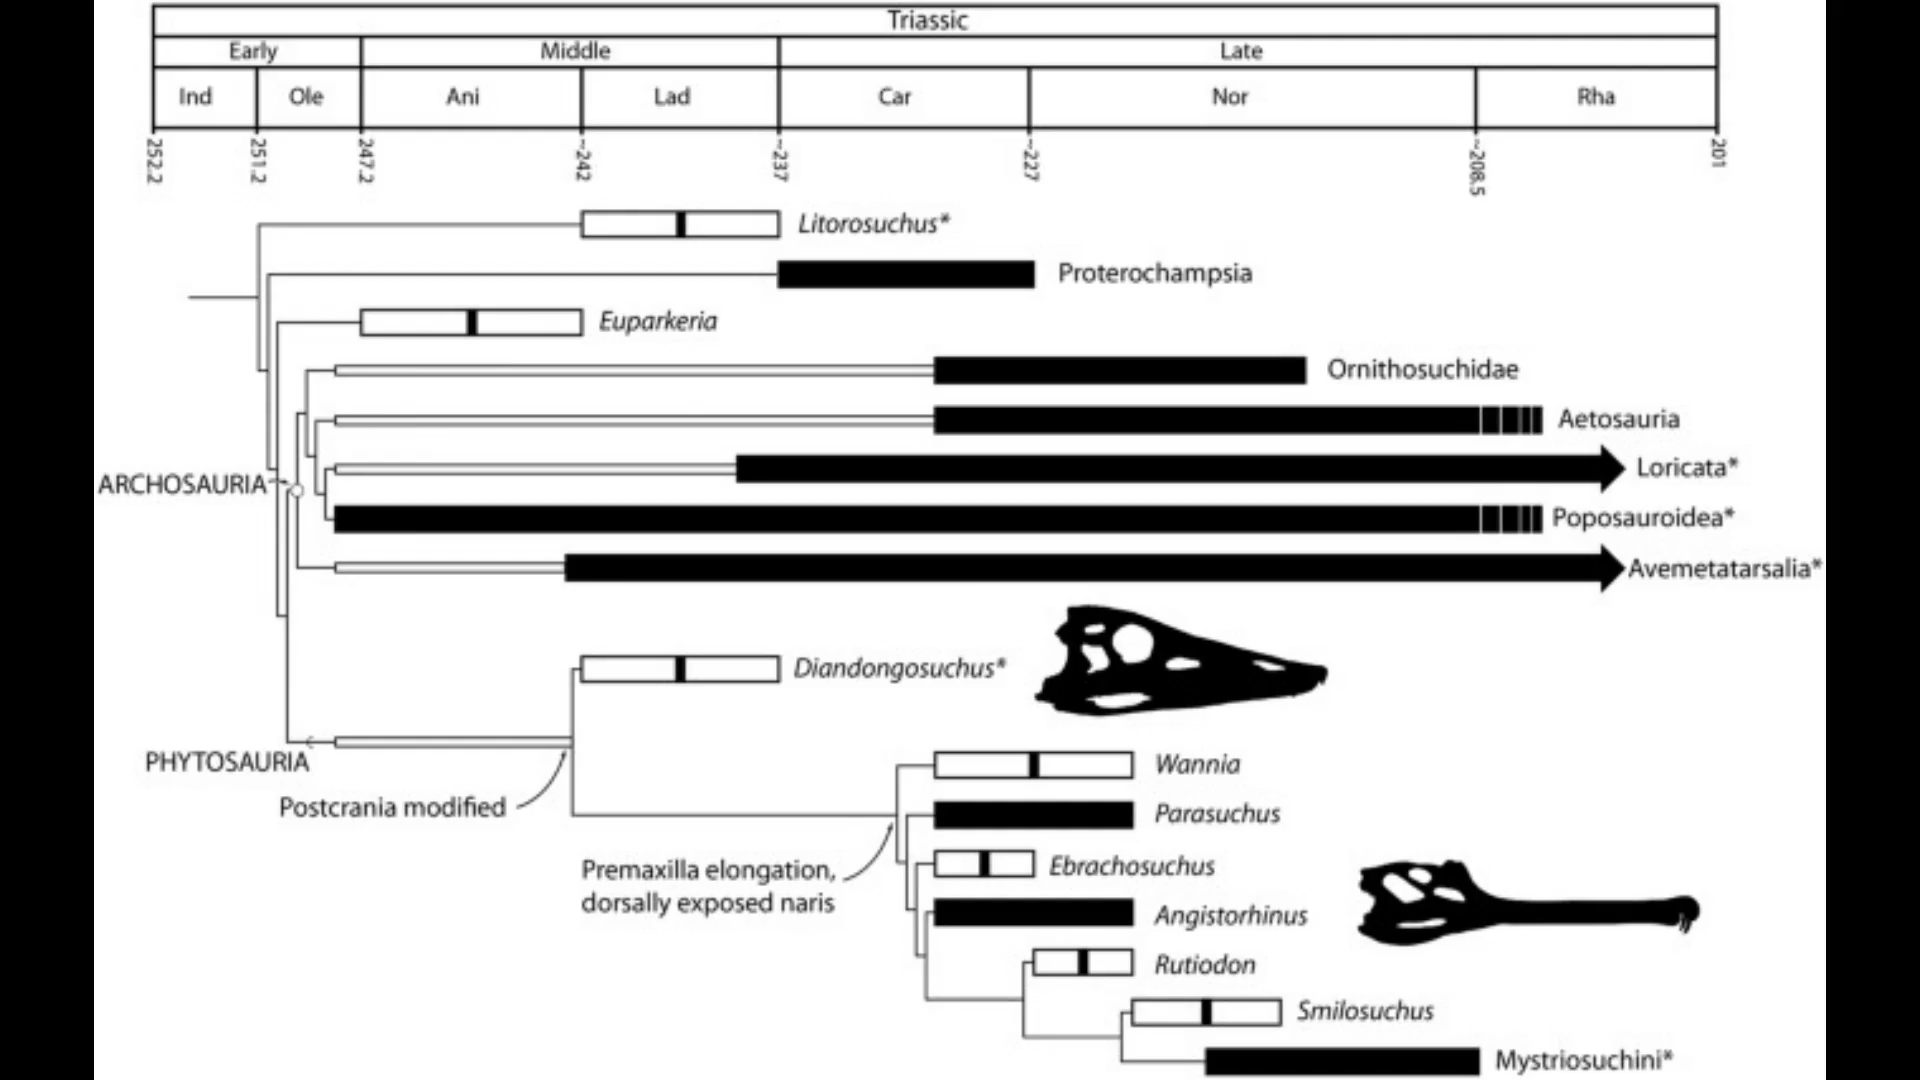 Triassic
Early Middle Late
Ind Ole Ani Lad Car Nor Rha
252.2 251.2 247.2 ~242 ~237 ~227 ~208.5 201
Litorosuchus*
Proterochampsia
Euparkeria
Ornithosuchidae
Aetosauria
Loricata*
ARCHOSAURIA
Poposauroidea*
Avemetatarsalia*
Diandongosuchus*
PHYTOSAURIA
Wannia
Postcrania modified
Parasuchus
Premaxilla elongation,
dorsally exposed naris
Ebrachosuchus
Angistorhinus
Rutiodon
Smilosuchus
Mystriosuchini*